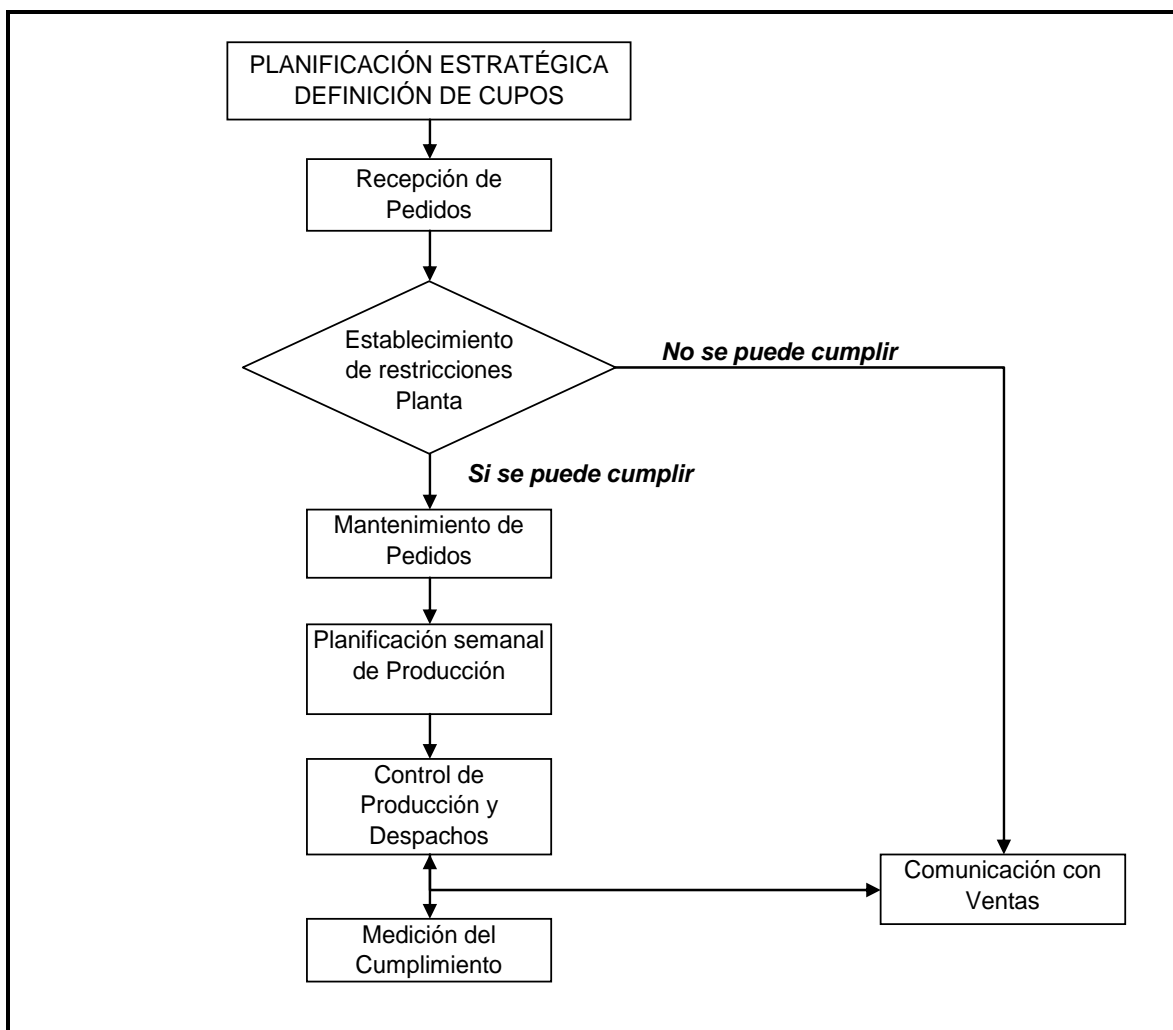 PLANIFICACIÓN ESTRATÉGICA
DEFINICIÓN DE CUPOS
Recepción de
Pedidos
Establecimiento
de restricciones
Planta
No se puede cumplir
Si se puede cumplir
Mantenimiento de
Pedidos
Planificación semanal
de Producción
Control de
Producción y
Despachos
Comunicación con
Ventas
Medición del
Cumplimiento